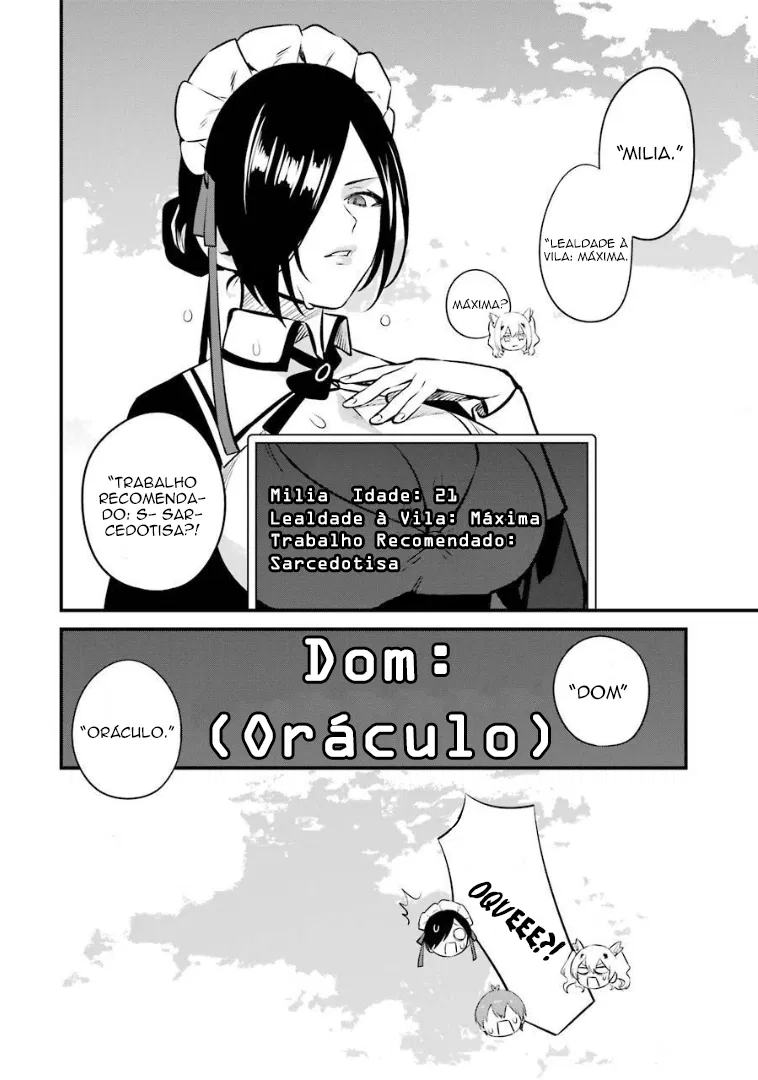 "MILIA."
"LEALDADE À
VILA: MÁXIMA.
MÁXIMA?
"TRABALHO
RECOMENDA-
DO: S- SAR-
CEDOTISA?!
Milia Idade: 21
Lealdade à Vila: Máxima
Trabalho Recomendado:
Sarcedotisa
"DOM"
Dom:
(Oráculo)
"ORÁCULO."
OQUEEE?!